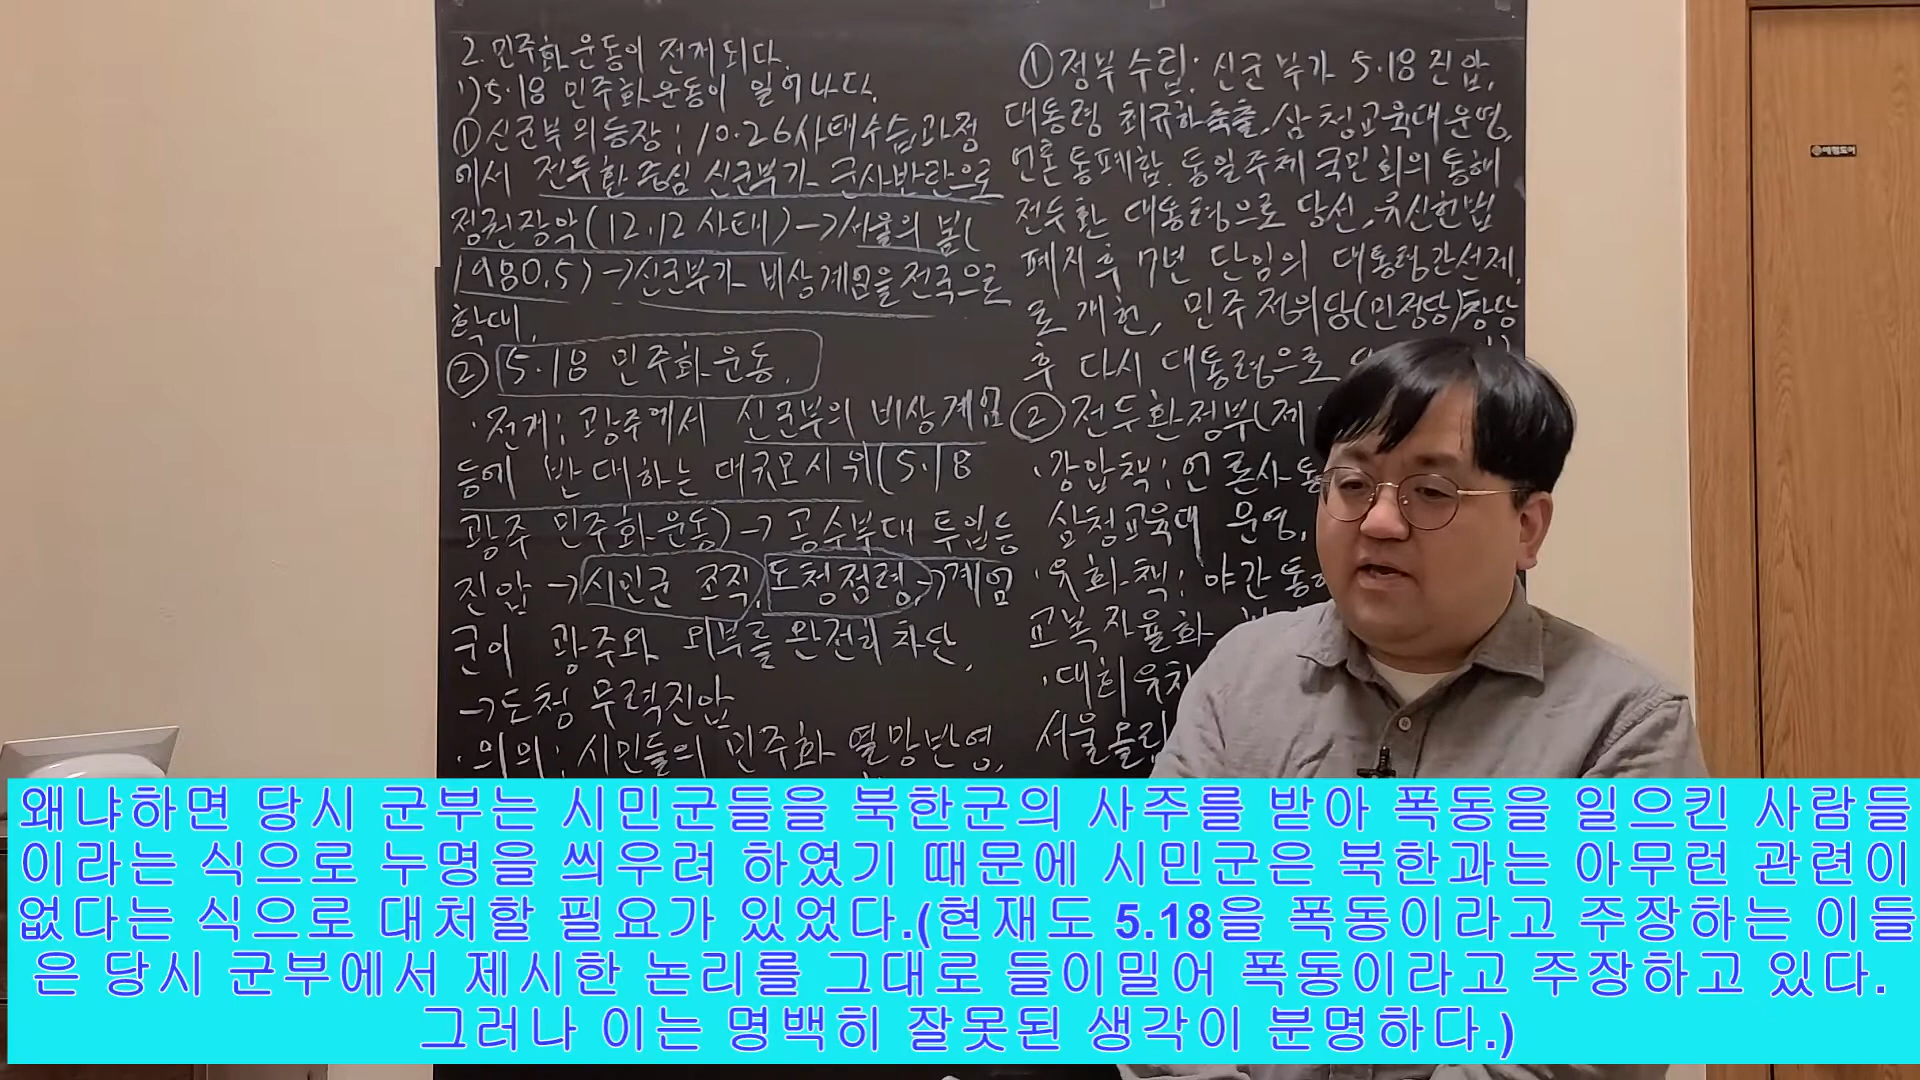 2. 민주화 운동이 전개되다.
1) 5·18 민주화 운동이 일어나다.
① 신군부의 등장 : 10·26사태 수습과정
에서 전두환 중심 신군부가 군사반란으로
정권장악(12.12 사태) → 서울의 봄(
1980.5) → 신군부가 비상계엄을 전국으로
확대.
② 5·18 민주화운동.
· 전개 : 광주에서 신군부의 비상계엄
등에 반대하는 대규모시위(5.18
광주 민주화운동) → 공수부대 투입등
진압 → 시민군 조직, 도청점령, → 계엄
군이 광주와 외부를 완전히 차단.
→ 도청 무력진압
· 의의 : 시민들의 민주화 열망반영,
① 정부수립 : 신군부가 5·18 진압,
대통령 최규하 축출, 삼청교육대운영,
언론통폐합. 통일주체 국민회의 통해
전두환 대통령으로 당선, 유신헌법
폐지후 7년 단임의 대통령간선제
로 개헌, 민주정의당(민정당)창당
후 다시 대통령으로
② 전두환정부(제
· 강압책 : 언론사 통
삼청교육대 운영,
· 유화책 : 야간 통
교복 자율화
· 대회 유치
서울올림
왜냐하면 당시 군부는 시민군들을 북한군의 사주를 받아 폭동을 일으킨 사람들
이라는 식으로 누명을 씌우려 하였기 때문에 시민군은 북한과는 아무런 관련이
없다는 식으로 대처할 필요가 있었다.(현재도 5.18을 폭동이라고 주장하는 이들
은 당시 군부에서 제시한 논리를 그대로 들이밀어 폭동이라고 주장하고 있다.
그러나 이는 명백히 잘못된 생각이 분명하다.)